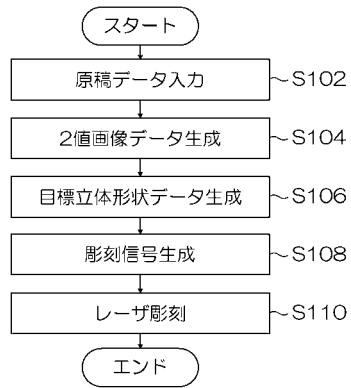 スタート
原稿データ入力 S102
2値画像データ生成 S104
目標立体形状データ生成 S106
彫刻信号生成 S108
レーザ彫刻 S110
エンド